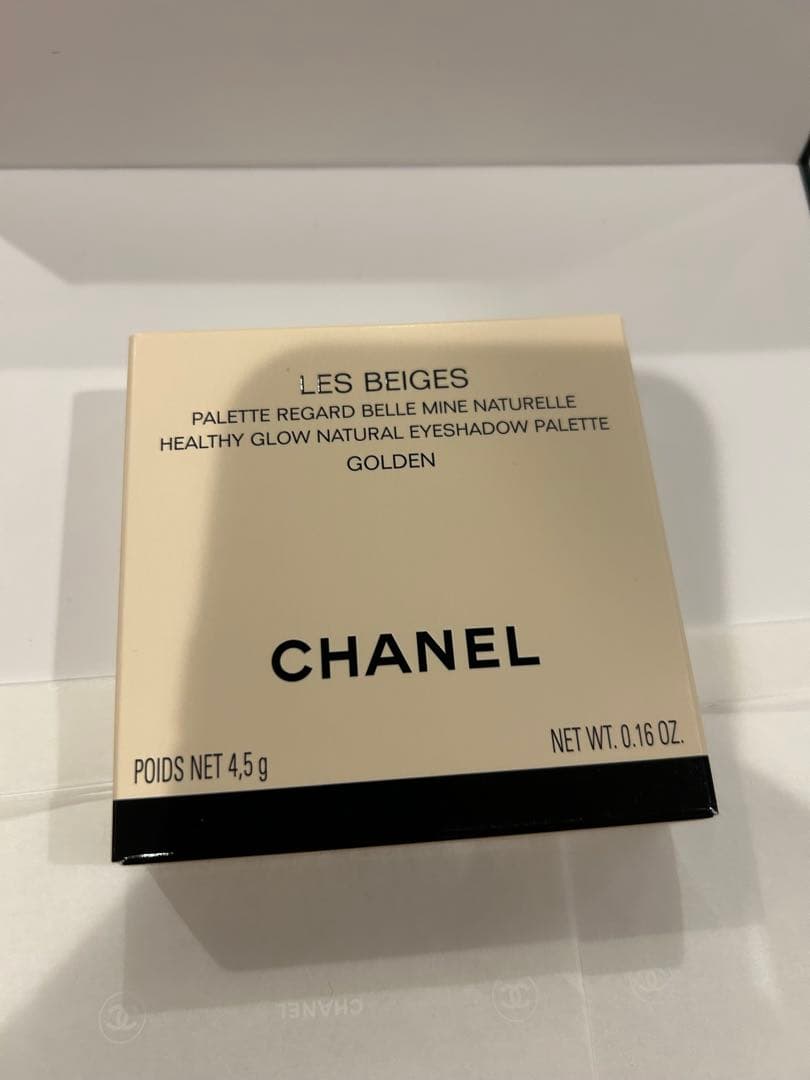 LES BEIGES
PALETTE REGARD BELLE MINE NATURELLE
HEALTHY GLOW NATURAL EYESHADOW PALETTE
GOLDEN
CHANEL
POIDS NET 4,5 g
NET WT. 0.16 OZ.
CHANEL